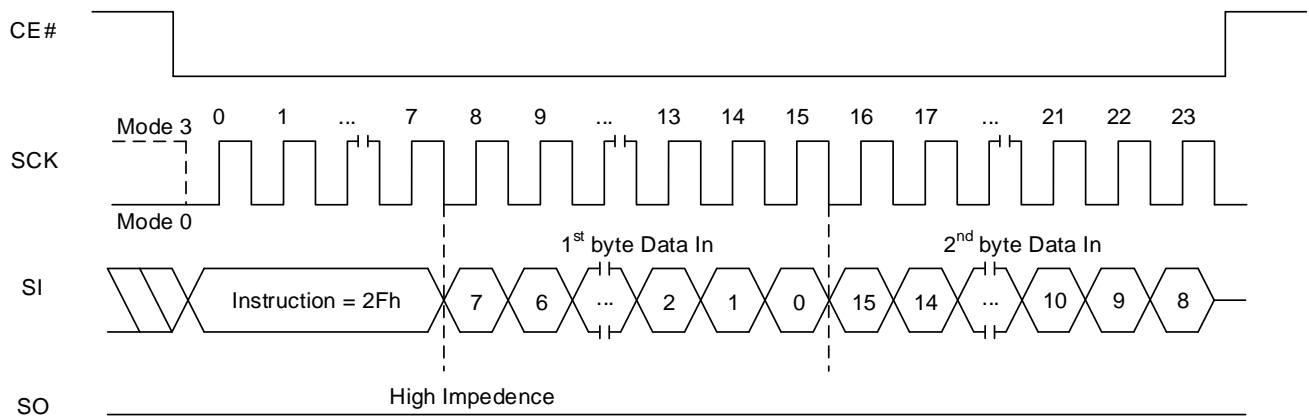 CE#
0 1 ... 7 8 9 ... 13 14 15 16 17 ... 21 22 23
Mode 3
SCK
Mode 0
1st byte Data In 2nd byte Data In
SI Instruction = 2Fh 7 6 ... 2 1 0 15 14 ... 10 9 8
High Impedence
SO